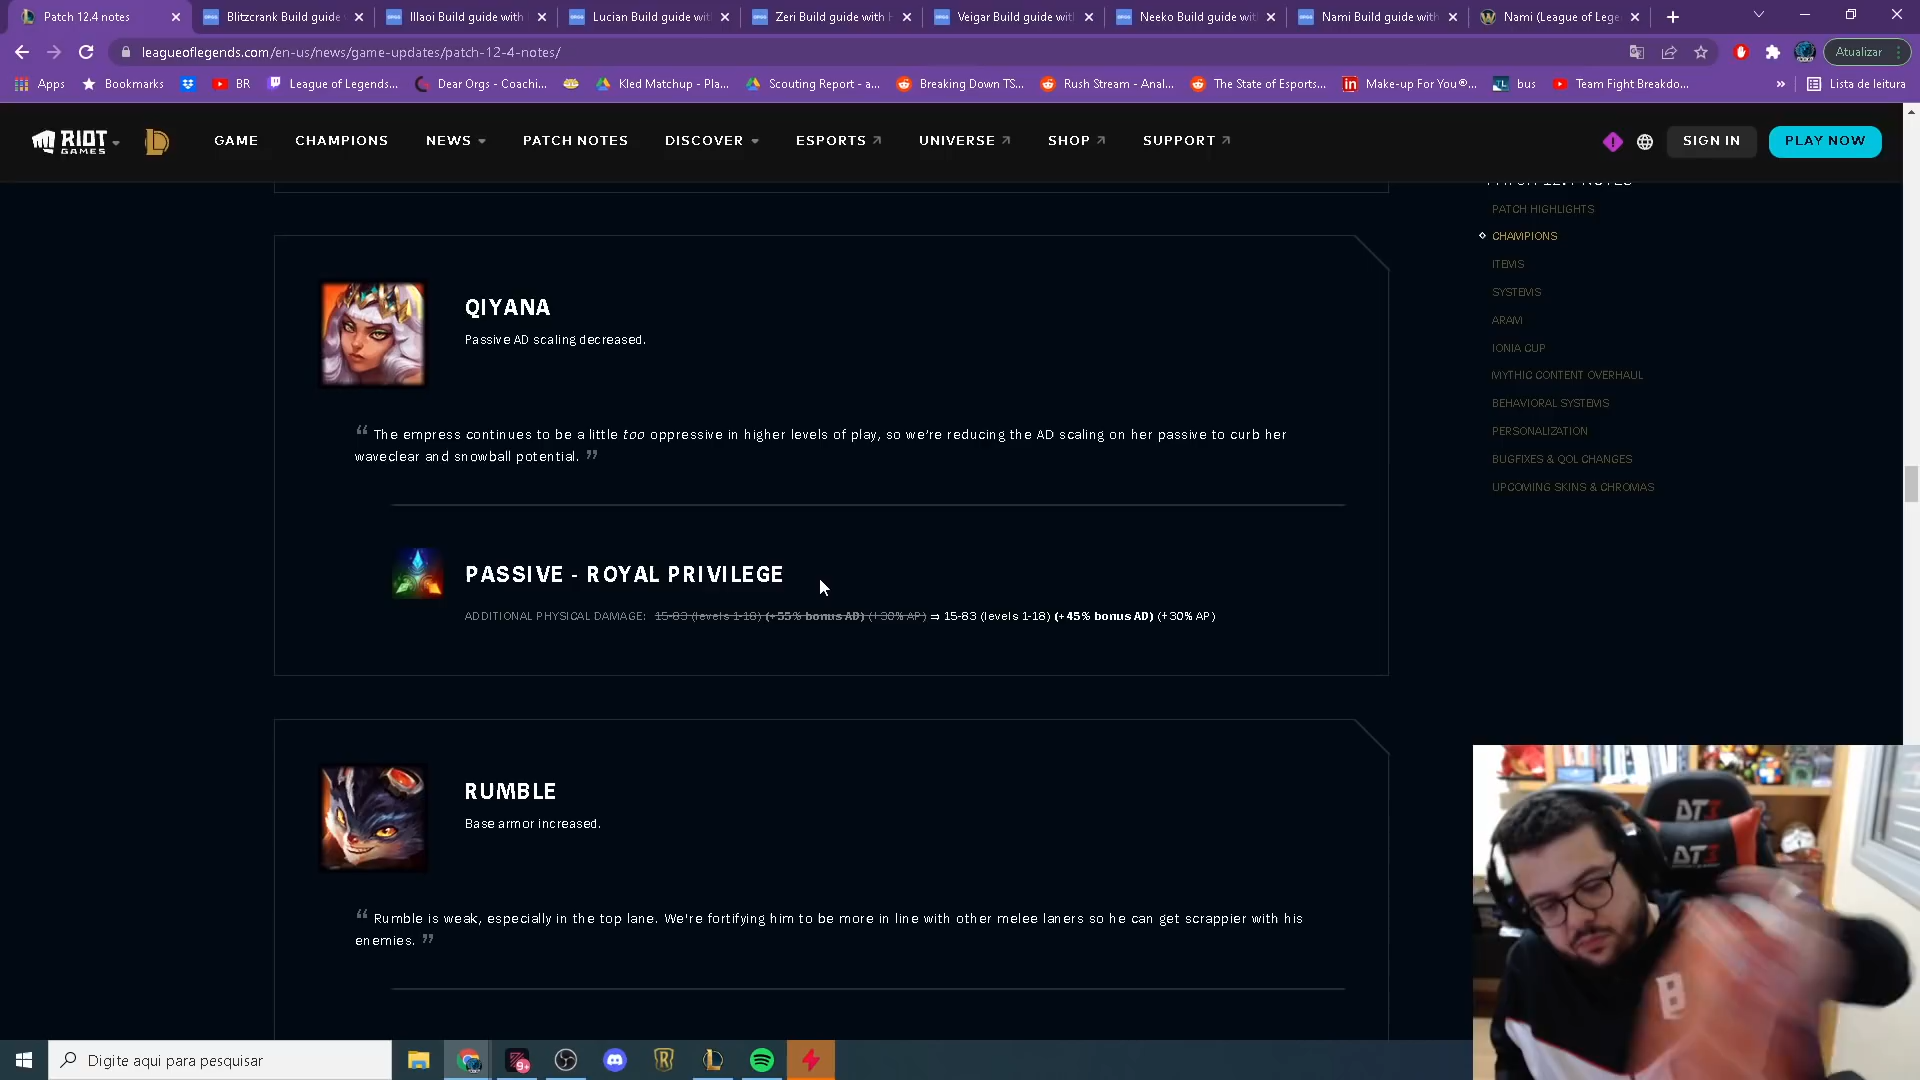 Patch 12.4 notes
Blitzcrank Build guide
Illaoi Build guide with
Lucian Build guide wit
Zeri Build guide with
Veigar Build guide wit
Neeko Build guide wit
Nami Build guide with
Nami (League of Lege
leagueoflegends.com/en-us/news/game-updates/patch-12-4-notes/
Atualizar
Apps
Bookmarks
BR
League of Legends...
Dear Orgs - Coachi...
Kled Matchup - Pla...
Scouting Report - a...
Breaking Down TS...
Rush Stream - Anal...
The State of Esports...
Make-up For You®...
bus
Team Fight Breakdo...
»
Lista de leitura
RIOT GAMES
GAME
CHAMPIONS
NEWS
PATCH NOTES
DISCOVER
ESPORTS
UNIVERSE
SHOP
SUPPORT
SIGN IN
PLAY NOW
PATCH 12.4 NOTES
PATCH HIGHLIGHTS
CHAMPIONS
ITEMS
SYSTEMS
ARAM
IONIA CUP
MYTHIC CONTENT OVERHAUL
BEHAVIORAL SYSTEMS
PERSONALIZATION
BUGFIXES & QOL CHANGES
UPCOMING SKINS & CHROMAS
QIYANA
Passive AD scaling decreased.
“ The empress continues to be a little too oppressive in higher levels of play, so we’re reducing the AD scaling on her passive to curb her
waveclear and snowball potential. ”
PASSIVE - ROYAL PRIVILEGE
ADDITIONAL PHYSICAL DAMAGE: 15-83 (levels 1-18) (+55% bonus AD) (+30% AP) ⇒ 15-83 (levels 1-18) (+45% bonus AD) (+30% AP)
RUMBLE
Base armor increased.
“ Rumble is weak, especially in the top lane. We're fortifying him to be more in line with other melee laners so he can get scrappier with his
enemies. ”
DT3
DT3
B
Digite aqui para pesquisar
9+